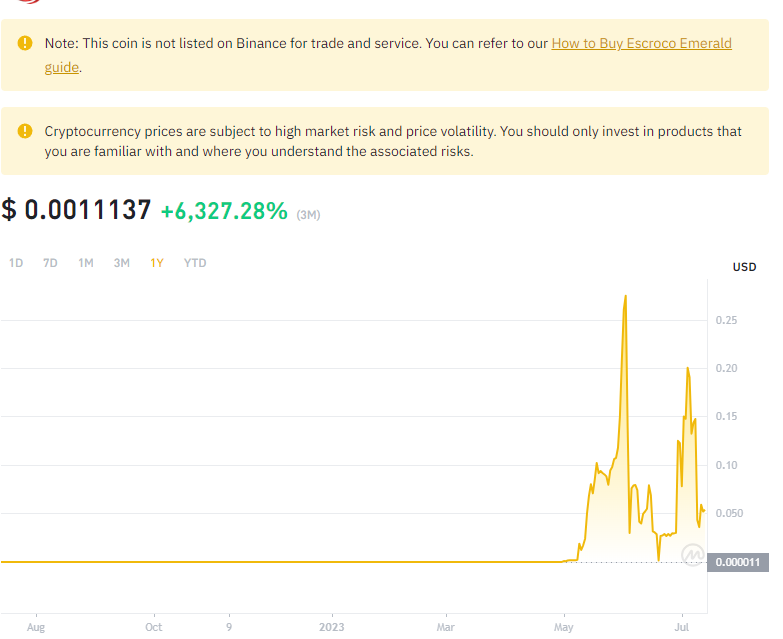 Note: This coin is not listed on Binance for trade and service. You can refer to our How to Buy Escroco Emerald
guide.
Cryptocurrency prices are subject to high market risk and price volatility. You should only invest in products that
you are familiar with and where you understand the associated risks.
$ 0.0011137 +6,327.28% (3M)
1D 7D 1M 3M 1Y YTD
USD
0.25
0.20
0.15
0.10
0.050
0.000011
Aug Oct 9 2023 Mar May Jul